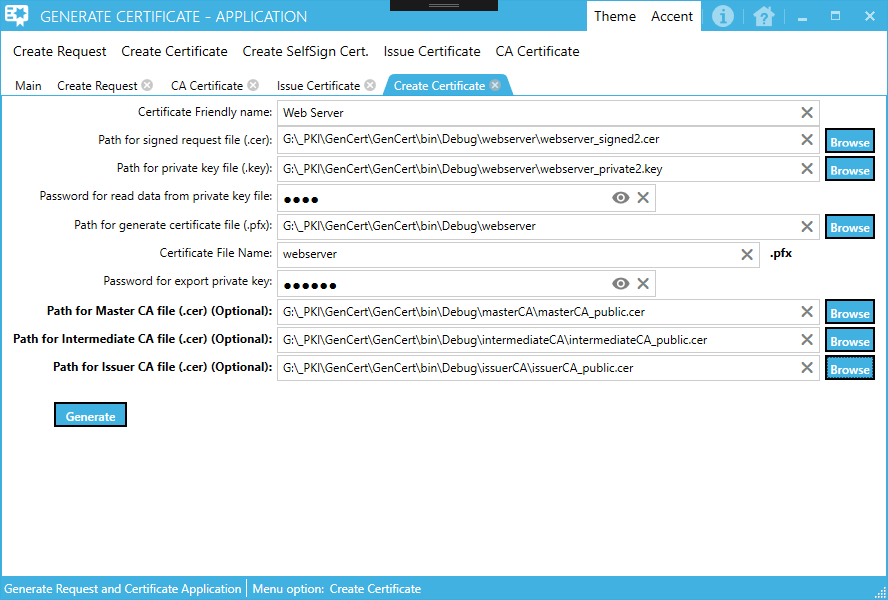 GENERATE CERTIFICATE - APPLICATION
Theme Accent
Create Request Create Certificate Create SelfSign Cert. Issue Certificate CA Certificate
Main Create Request CA Certificate Issue Certificate Create Certificate
Certificate Friendly name: Web Server
Path for signed request file (.cer): G:\_PKI\GenCert\GenCert\bin\Debug\webserver\webserver_signed2.cer Browse
Path for private key file (.key): G:\_PKI\GenCert\GenCert\bin\Debug\webserver\webserver_private2.key Browse
Password for read data from private key file: ●●●●
Path for generate certificate file (.pfx): G:\_PKI\GenCert\GenCert\bin\Debug\webserver Browse
Certificate File Name: webserver .pfx
Password for export private key: ●●●●●●
Path for Master CA file (.cer) (Optional): G:\_PKI\GenCert\GenCert\bin\Debug\masterCA\masterCA_public.cer Browse
Path for Intermediate CA file (.cer) (Optional): G:\_PKI\GenCert\GenCert\bin\Debug\intermediateCA\intermediateCA_public.cer Browse
Path for Issuer CA file (.cer) (Optional): G:\_PKI\GenCert\GenCert\bin\Debug\issuerCA\issuerCA_public.cer Browse
Generate
Generate Request and Certificate Application Menu option: Create Certificate